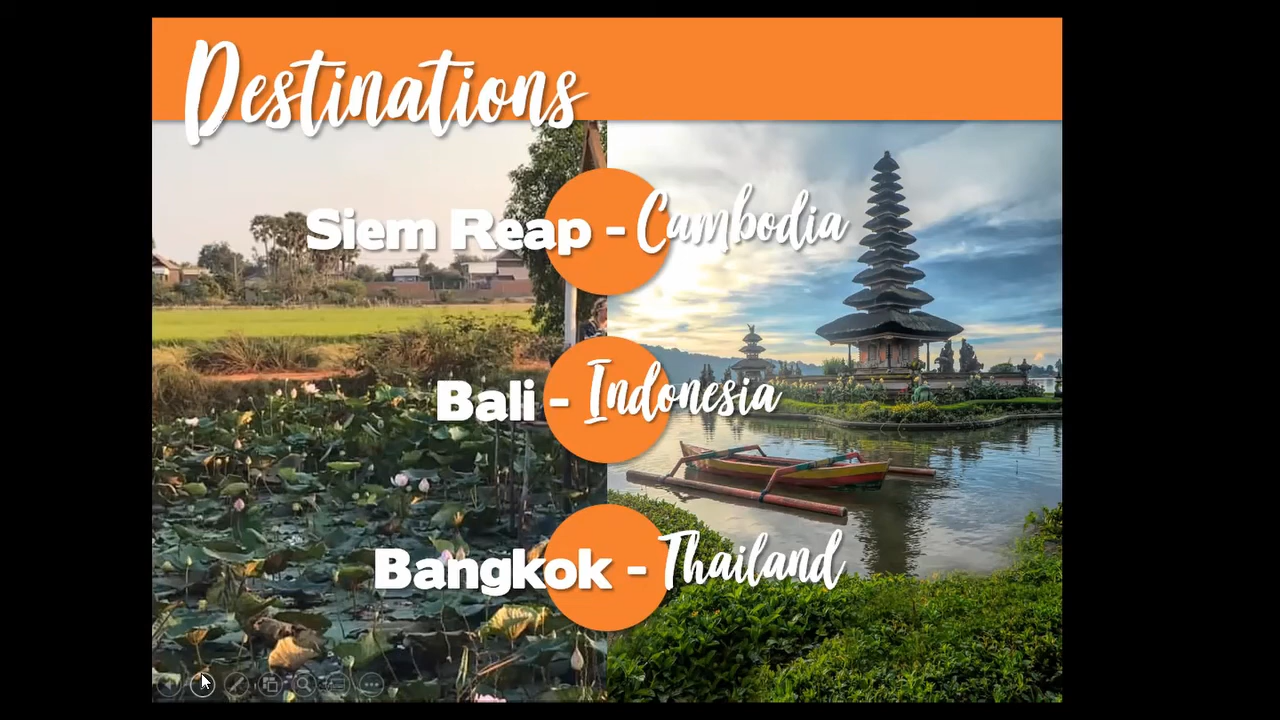 Destinations
Siem Reap - Cambodia
Bali - Indonesia
Bangkok - Thailand